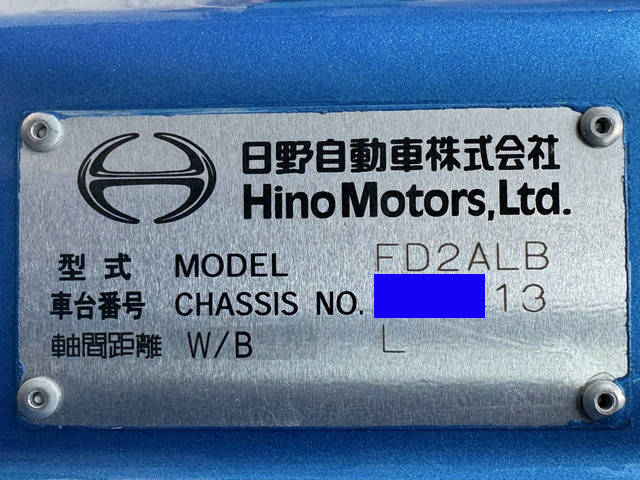 日野自動車株式会社
Hino Motors, Ltd.
型式 MODEL FD2ALB
車台番号 CHASSIS NO. 13
軸間距離 W/B L